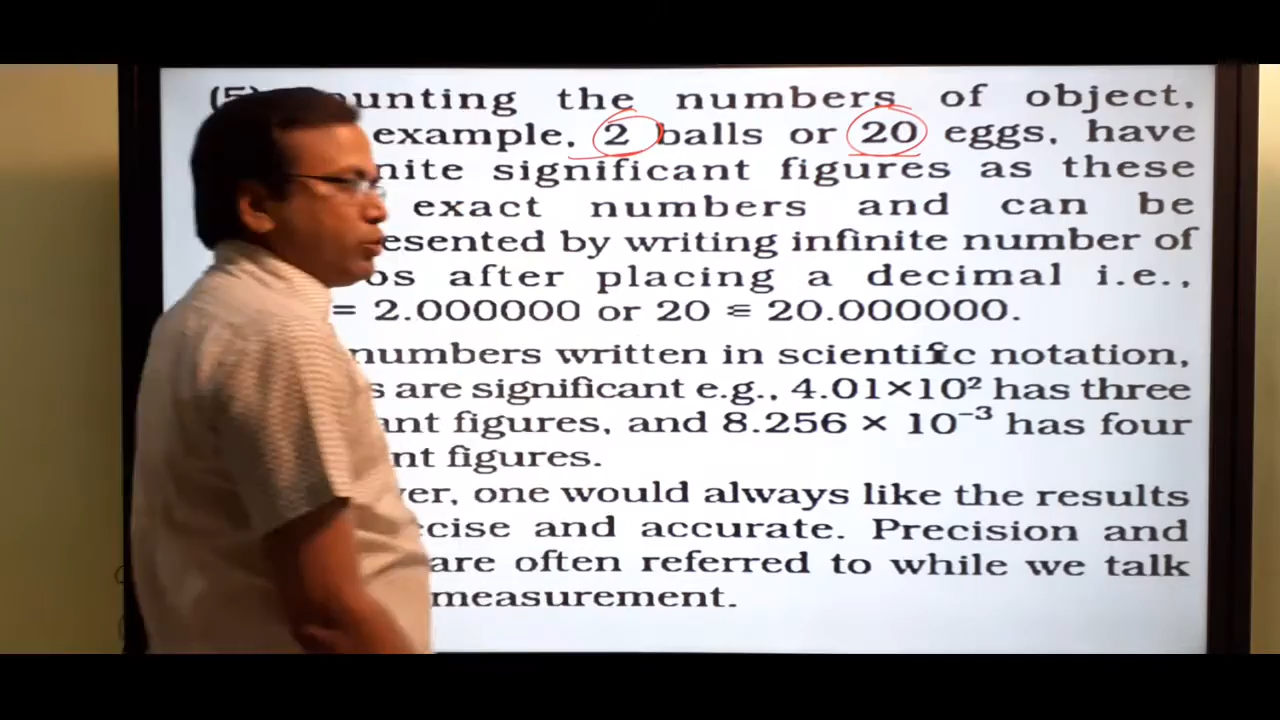 (5) unting the numbers of object,
example, 2 balls or 20 eggs, have
nite significant figures as these
exact numbers and can be
esented by writing infinite number of
os after placing a decimal i.e.,
= 2.000000 or 20 = 20.000000.
numbers written in scientific notation,
s are significant e.g., 4.01×10² has three
ant figures, and 8.256 × 10⁻³ has four
nt figures.
er, one would always like the results
cise and accurate. Precision and
are often referred to while we talk
measurement.